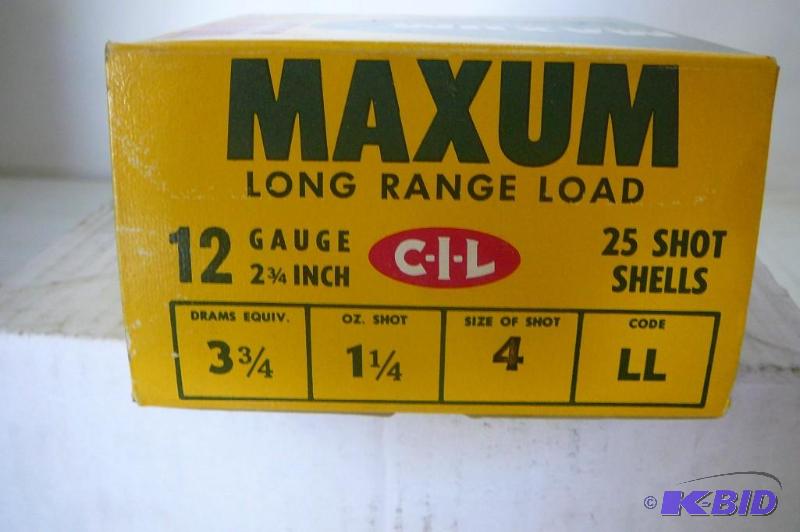 MAXUM
LONG RANGE LOAD
12 GAUGE 2¾ INCH
C-I-L
25 SHOT SHELLS
DRAMS EQUIV. 3¾
OZ. SHOT 1¼
SIZE OF SHOT 4
CODE LL
© K-BID